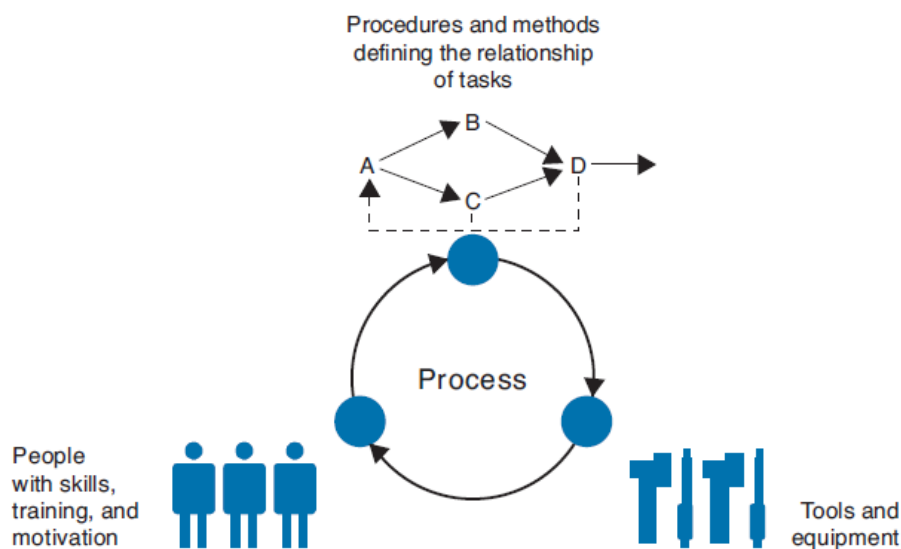 Procedures and methods
defining the relationship
of tasks
B
A
D
C
Process
People
with skills,
training, and
motivation
Tools and
equipment